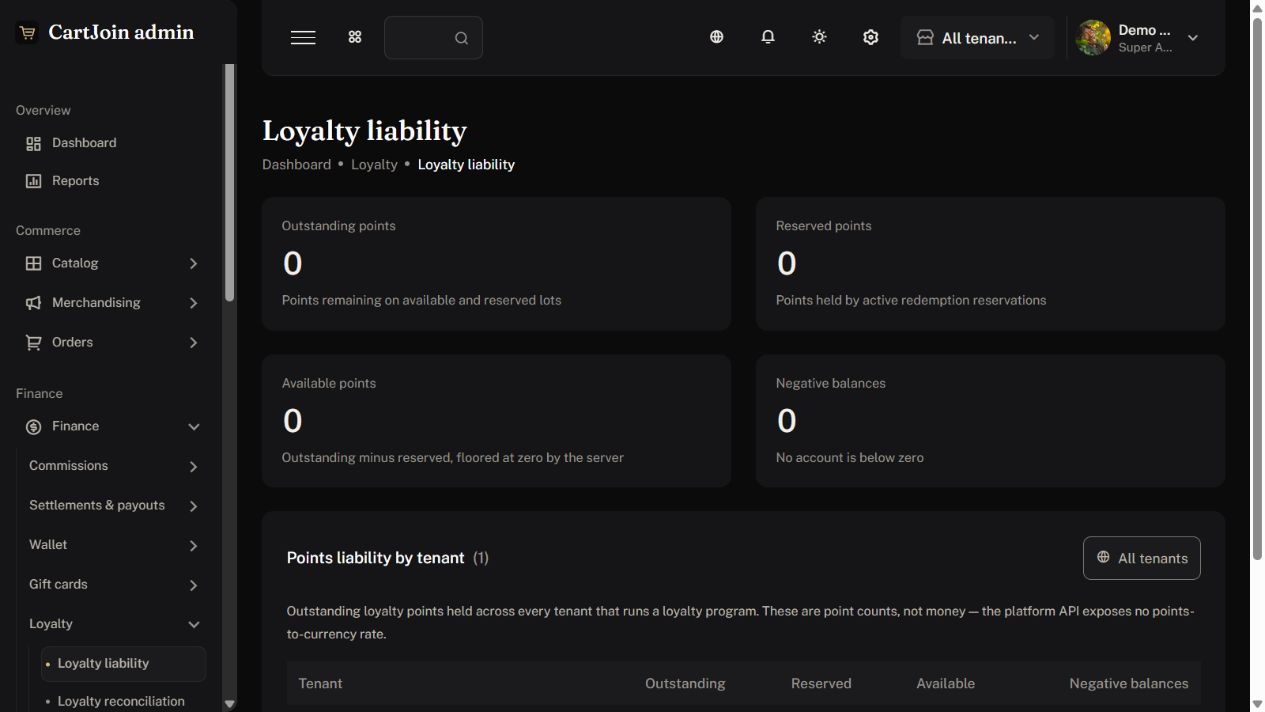 CartJoin admin
All tenan...
Demo ...
Super A...
Overview
Dashboard
Reports
Commerce
Catalog
Merchandising
Orders
Finance
Finance
Commissions
Settlements & payouts
Wallet
Gift cards
Loyalty
Loyalty liability
Loyalty reconciliation
Loyalty liability
Dashboard • Loyalty • Loyalty liability
Outstanding points
0
Points remaining on available and reserved lots
Reserved points
0
Points held by active redemption reservations
Available points
0
Outstanding minus reserved, floored at zero by the server
Negative balances
0
No account is below zero
Points liability by tenant (1)
All tenants
Outstanding loyalty points held across every tenant that runs a loyalty program. These are point counts, not money — the platform API exposes no points-
to-currency rate.
Tenant Outstanding Reserved Available Negative balances